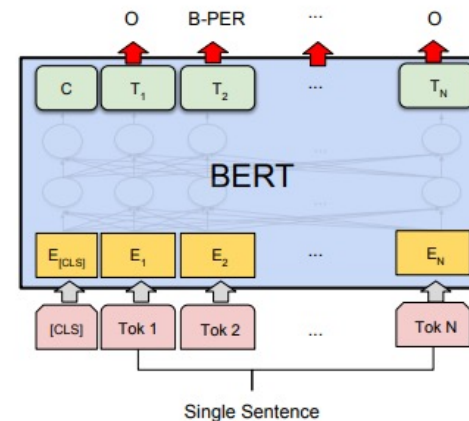 O B-PER ... O
C T1 T2 ... TN
...
BERT
...
E[CLS] E1 E2 ... EN
[CLS] Tok 1 Tok 2 ... Tok N
Single Sentence